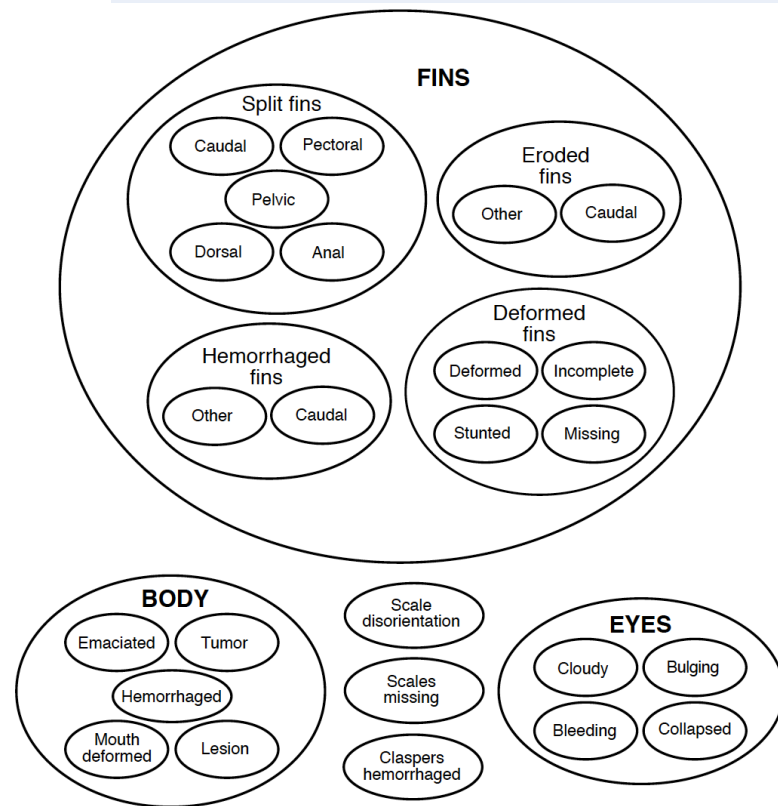 FINS
Split fins
Caudal
Pectoral
Pelvic
Dorsal
Anal
Eroded
fins
Other
Caudal
Hemorrhaged
fins
Other
Caudal
Deformed
fins
Deformed
Incomplete
Stunted
Missing
BODY
Emaciated
Tumor
Hemorrhaged
Mouth
deformed
Lesion
Scale
disorientation
Scales
missing
Claspers
hemorrhaged
EYES
Cloudy
Bulging
Bleeding
Collapsed